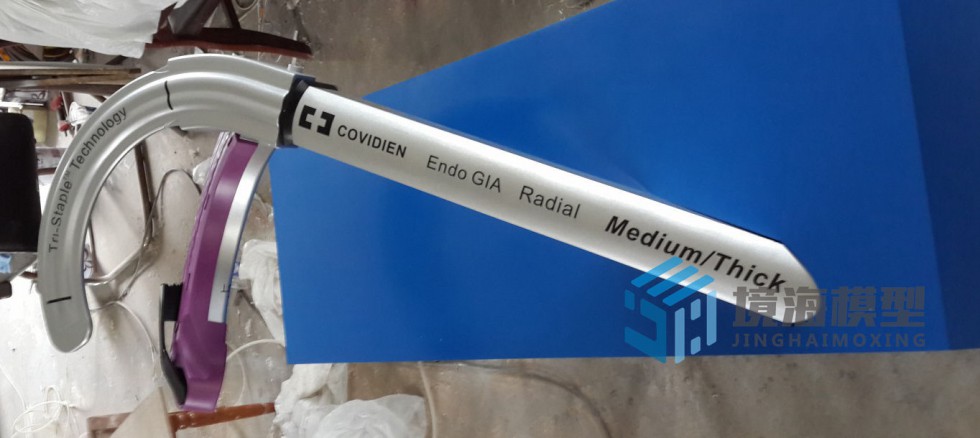 Tri-Staple™ Technology
COVIDIEN Endo GIA Radial Medium/Thick
境海模型
JINGHAIMOXING